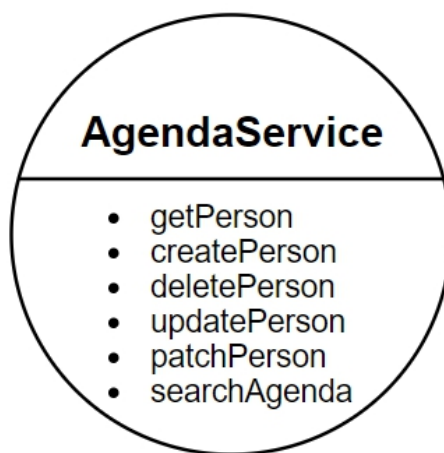 AgendaService
• getPerson
• createPerson
• deletePerson
• updatePerson
• patchPerson
• searchAgenda